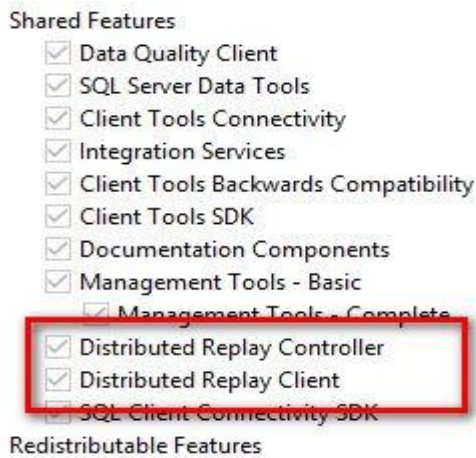 Shared Features
Data Quality Client
SQL Server Data Tools
Client Tools Connectivity
Integration Services
Client Tools Backwards Compatibility
Client Tools SDK
Documentation Components
Management Tools - Basic
Management Tools - Complete
Distributed Replay Controller
Distributed Replay Client
SQL Client Connectivity SDK
Redistributable Features